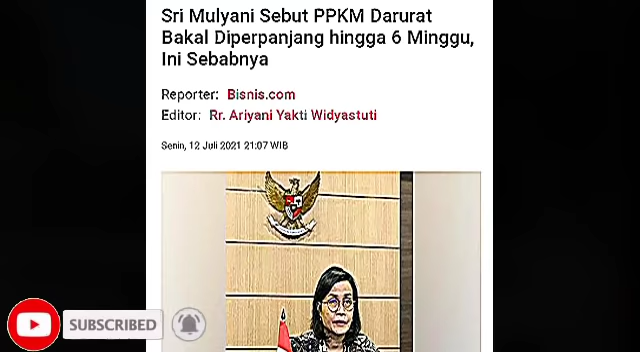 Sri Mulyani Sebut PPKM Darurat
Bakal Diperpanjang hingga 6 Minggu,
Ini Sebabnya
Reporter: Bisnis.com
Editor: Rr. Ariyani Yakti Widyastuti
Senin, 12 Juli 2021 21:07 WIB
SUBSCRIBED